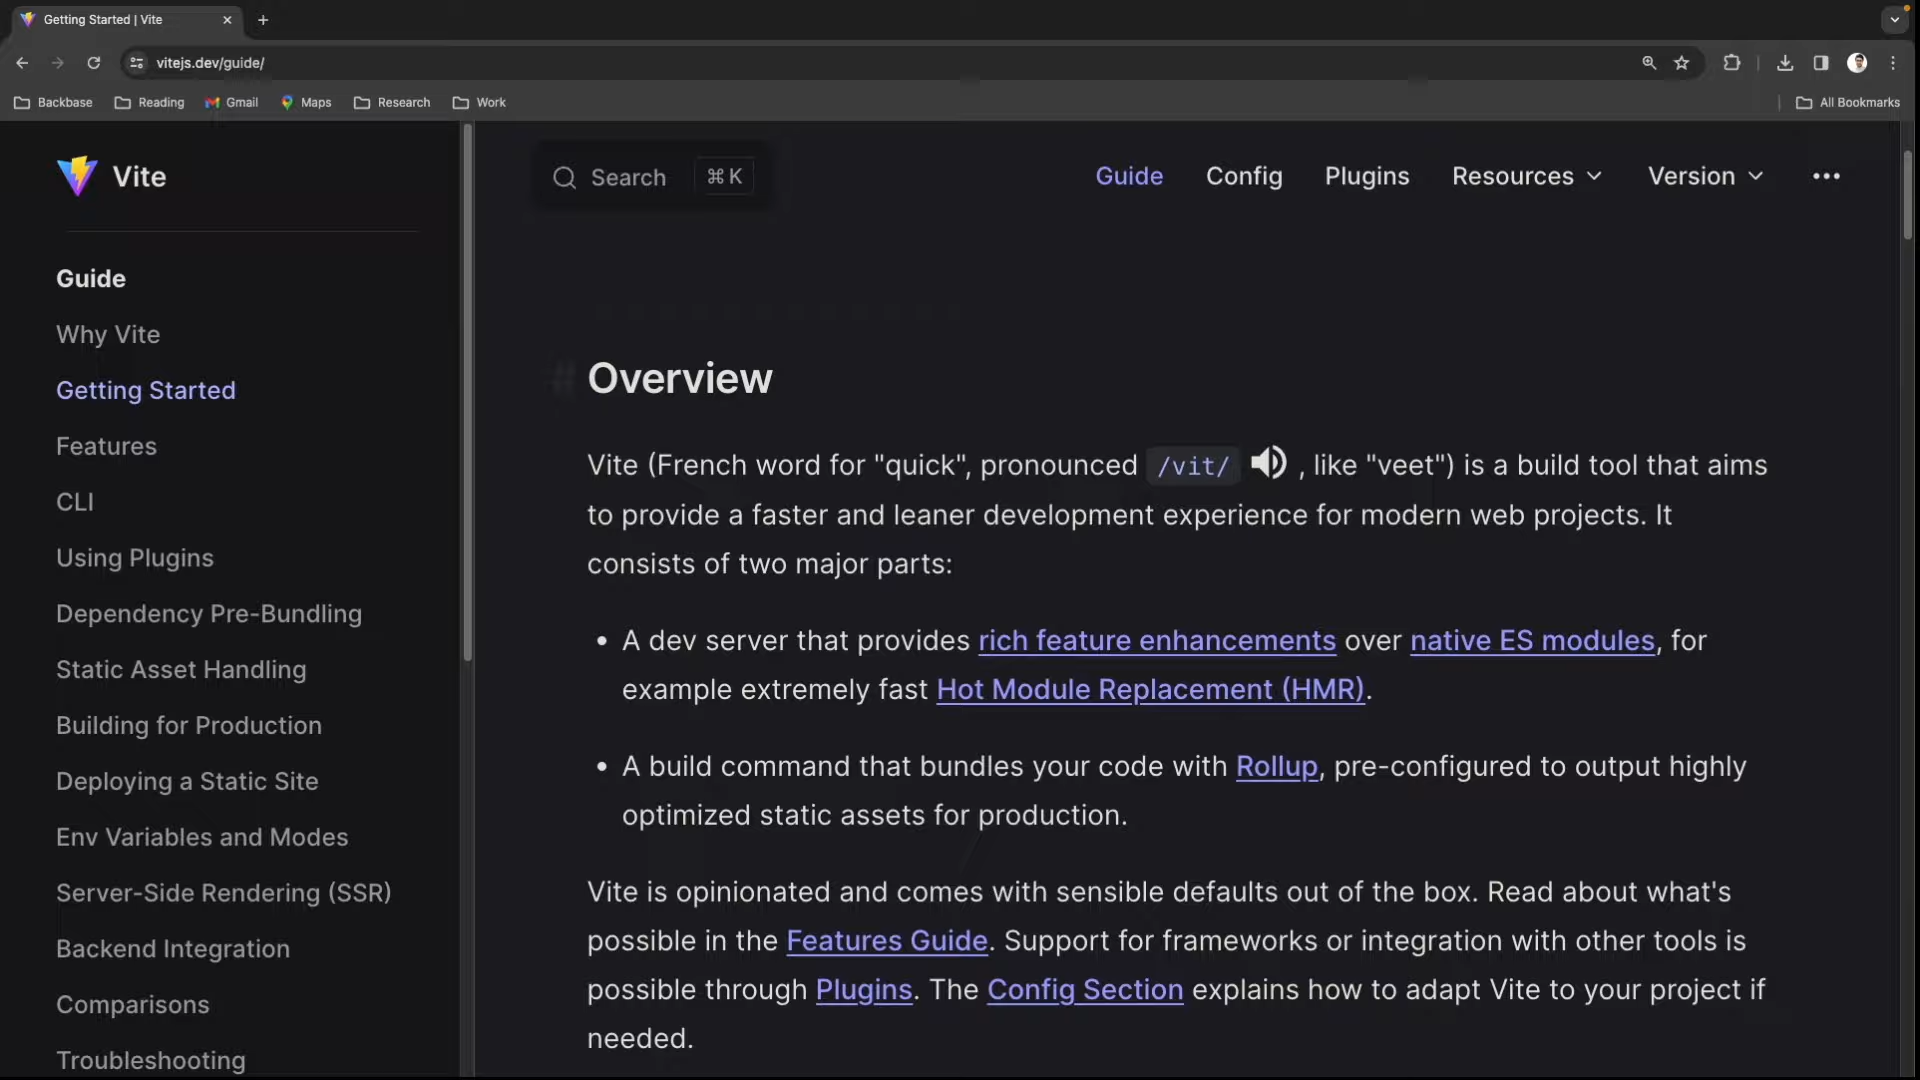 Getting Started | Vite
vitejs.dev/guide/
Backbase
Reading
Gmail
Maps
Research
Work
All Bookmarks
Vite
Search
⌘ K
Guide
Config
Plugins
Resources
Version
Guide
Why Vite
Getting Started
Features
CLI
Using Plugins
Dependency Pre-Bundling
Static Asset Handling
Building for Production
Deploying a Static Site
Env Variables and Modes
Server-Side Rendering (SSR)
Backend Integration
Comparisons
Troubleshooting
# Overview
Vite (French word for "quick", pronounced /vit/ , like "veet") is a build tool that aims
to provide a faster and leaner development experience for modern web projects. It
consists of two major parts:
• A dev server that provides rich feature enhancements over native ES modules, for
example extremely fast Hot Module Replacement (HMR).
• A build command that bundles your code with Rollup, pre-configured to output highly
optimized static assets for production.
Vite is opinionated and comes with sensible defaults out of the box. Read about what's
possible in the Features Guide. Support for frameworks or integration with other tools is
possible through Plugins. The Config Section explains how to adapt Vite to your project if
needed.